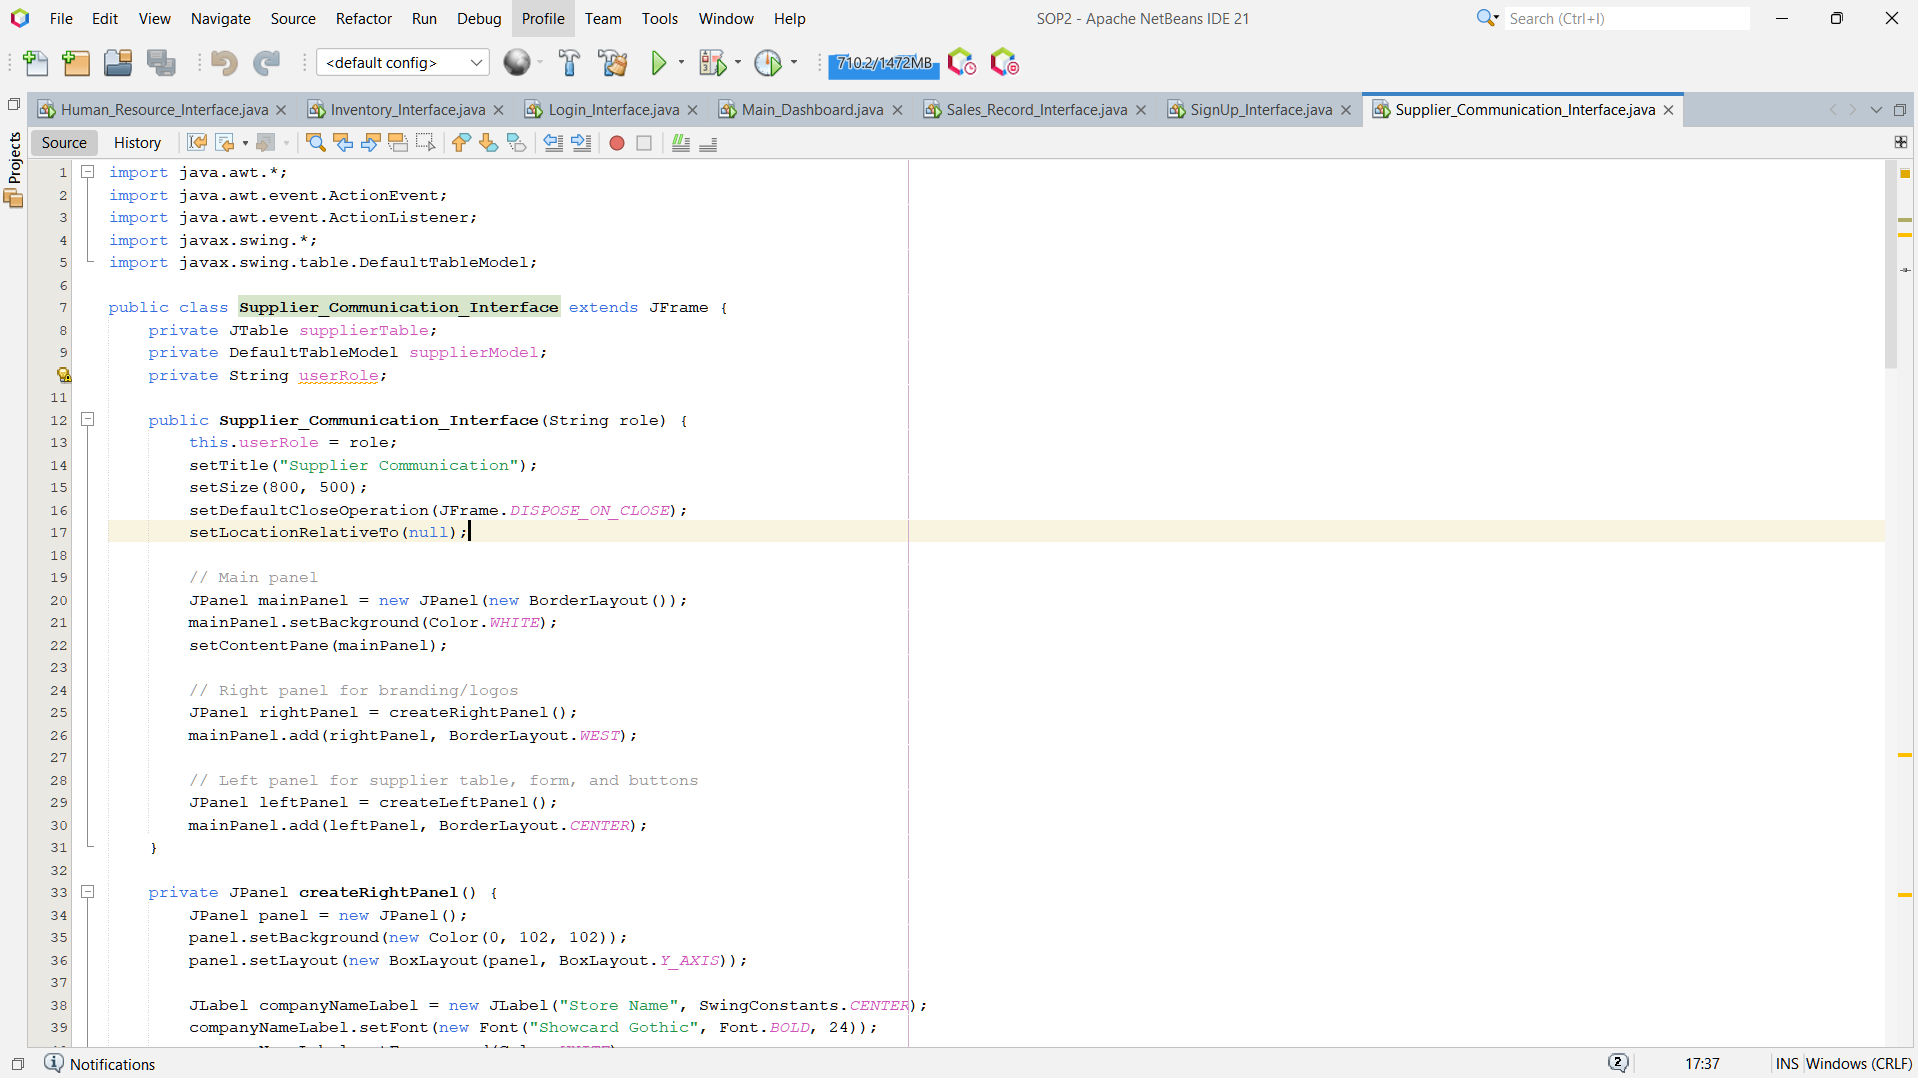 File Edit View Navigate Source Refactor Run Debug Profile Team Tools Window Help
SOP2 - Apache NetBeans IDE 21
Search (Ctrl+I)
<default config>
710.2/1472MB
Human_Resource_Interface.java
Inventory_Interface.java
Login_Interface.java
Main_Dashboard.java
Sales_Record_Interface.java
SignUp_Interface.java
Supplier_Communication_Interface.java
Projects
Source History
1 import java.awt.*;
2 import java.awt.event.ActionEvent;
3 import java.awt.event.ActionListener;
4 import javax.swing.*;
5 import javax.swing.table.DefaultTableModel;
6
7 public class Supplier_Communication_Interface extends JFrame {
8 private JTable supplierTable;
9 private DefaultTableModel supplierModel;
private String userRole;
11
12 public Supplier_Communication_Interface(String role) {
13 this.userRole = role;
14 setTitle("Supplier Communication");
15 setSize(800, 500);
16 setDefaultCloseOperation(JFrame.DISPOSE_ON_CLOSE);
17 setLocationRelativeTo(null);
18
19 // Main panel
20 JPanel mainPanel = new JPanel(new BorderLayout());
21 mainPanel.setBackground(Color.WHITE);
22 setContentPane(mainPanel);
23
24 // Right panel for branding/logos
25 JPanel rightPanel = createRightPanel();
26 mainPanel.add(rightPanel, BorderLayout.WEST);
27
28 // Left panel for supplier table, form, and buttons
29 JPanel leftPanel = createLeftPanel();
30 mainPanel.add(leftPanel, BorderLayout.CENTER);
31 }
32
33 private JPanel createRightPanel() {
34 JPanel panel = new JPanel();
35 panel.setBackground(new Color(0, 102, 102));
36 panel.setLayout(new BoxLayout(panel, BoxLayout.Y_AXIS));
37
38 JLabel companyNameLabel = new JLabel("Store Name", SwingConstants.CENTER);
39 companyNameLabel.setFont(new Font("Showcard Gothic", Font.BOLD, 24));
Notifications
2
17:37
INS
Windows (CRLF)